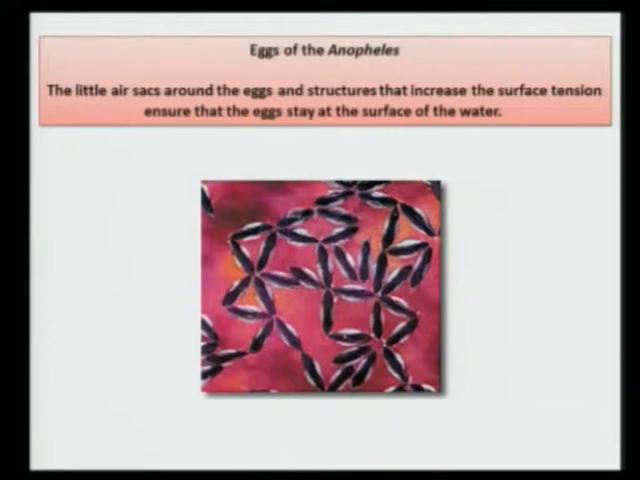 Eggs of the Anopheles
The little air sacs around the eggs and structures that increase the surface tension
ensure that the eggs stay at the surface of the water.